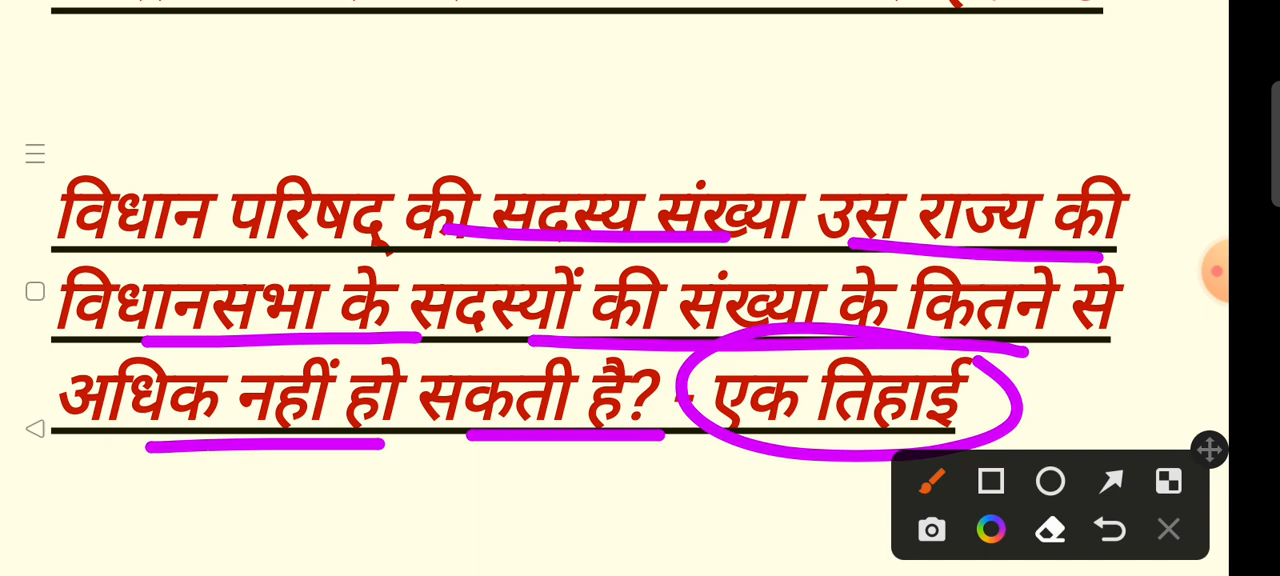 विधान परिषद् की सदस्य संख्या उस राज्य की
विधानसभा के सदस्यों की संख्या के कितने से
अधिक नहीं हो सकती है? - एक तिहाई